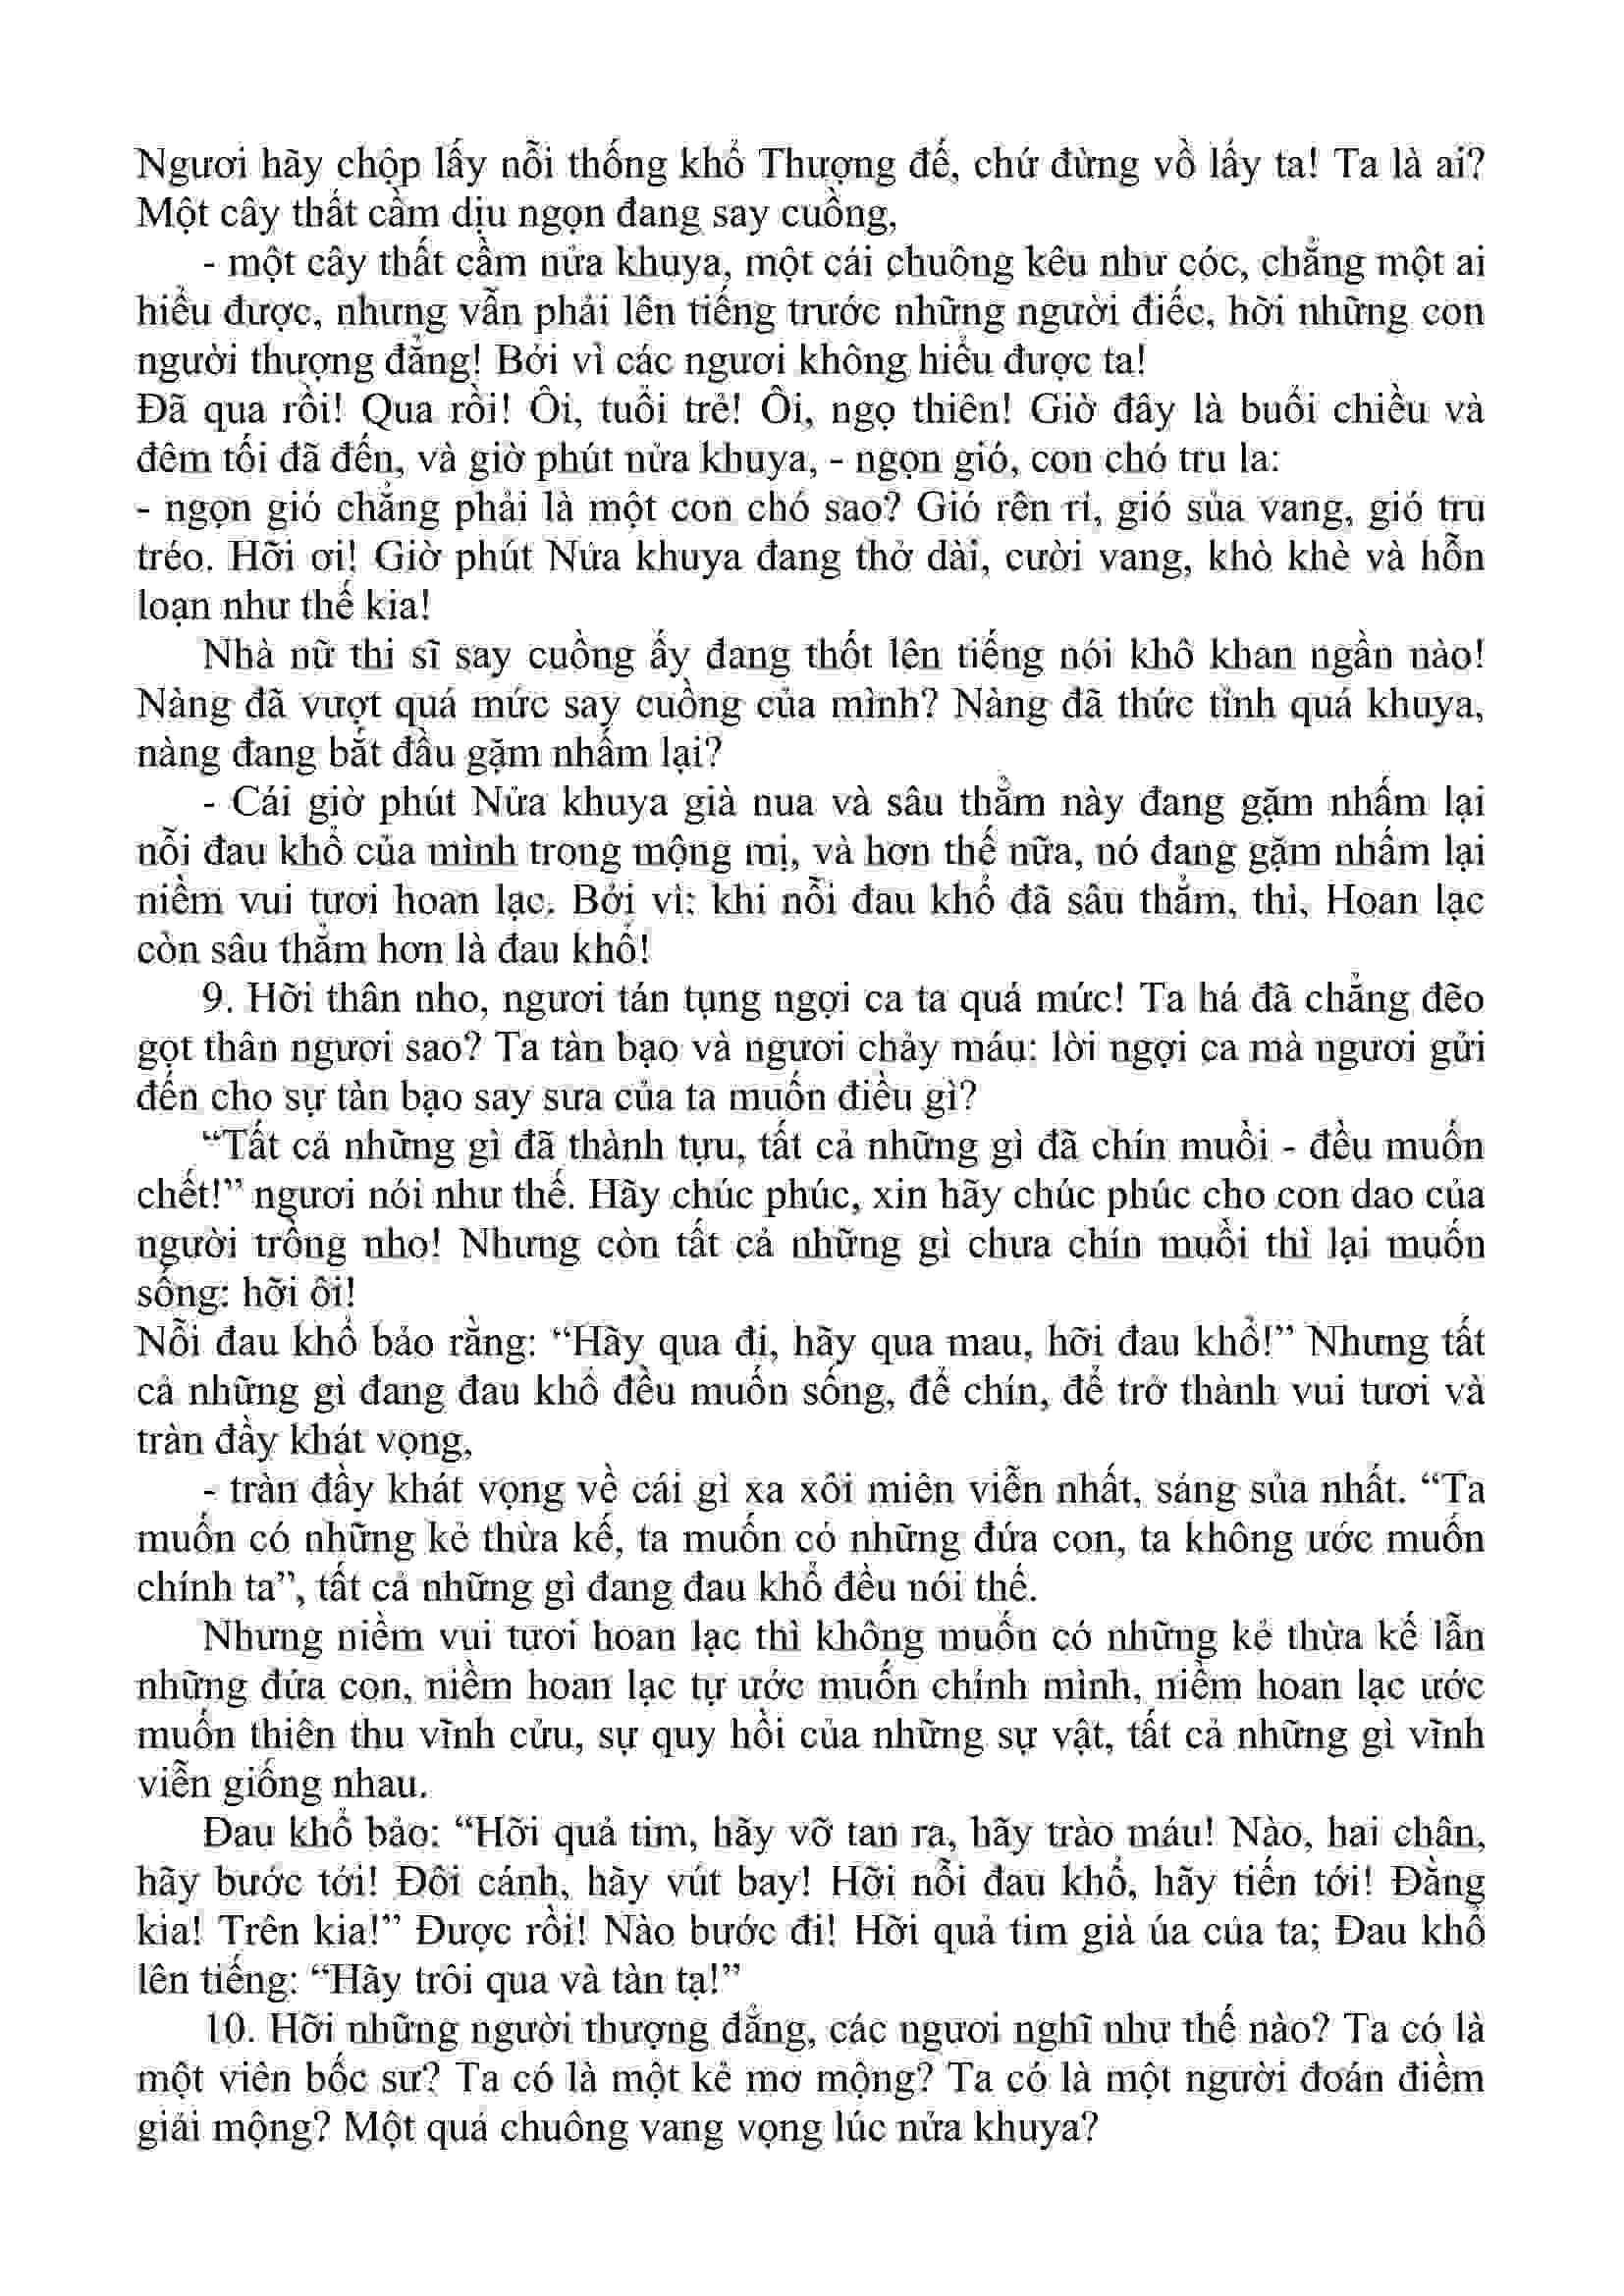 Ngươi hãy chộp lấy nỗi thống khổ Thượng đế, chứ đừng vồ lấy ta! Ta là ai?
Một cây thất cầm dịu ngọn đang say cuồng,
- một cây thất cầm nửa khuya, một cái chuông kêu như cóc, chẳng một ai
hiểu được, nhưng vẫn phải lên tiếng trước những người điếc, hỡi những con
người thượng đẳng! Bởi vì các ngươi không hiểu được ta!
Đã qua rồi! Qua rồi! Ôi, tuổi trẻ! Ôi, ngọ thiên! Giờ đây là buổi chiều và
đêm tối đã đến, và giờ phút nửa khuya, - ngọn gió, con chó tru la:
- ngọn gió chẳng phải là một con chó sao? Gió rên rỉ, gió sủa vang, gió tru
tréo. Hỡi ơi! Giờ phút Nửa khuya đang thở dài, cười vang, khò khè và hỗn
loạn như thế kia!
Nhà nữ thi sĩ say cuồng ấy đang thốt lên tiếng nói khô khan ngần nào!
Nàng đã vượt quá mức say cuồng của mình? Nàng đã thức tỉnh quá khuya,
nàng đang bắt đầu gặm nhấm lại?
- Cái giờ phút Nửa khuya già nua và sâu thẳm này đang gặm nhấm lại
nỗi đau khổ của mình trong mộng mị, và hơn thế nữa, nó đang gặm nhấm lại
niềm vui tươi hoan lạc. Bởi vì: khi nỗi đau khổ đã sâu thẳm, thì, Hoan lạc
còn sâu thẳm hơn là đau khổ!
9. Hỡi thân nho, ngươi tán tụng ngợi ca ta quá mức! Ta há đã chẳng đẽo
gọt thân ngươi sao? Ta tàn bạo và ngươi chảy máu: lời ngợi ca mà ngươi gửi
đến cho sự tàn bạo say sưa của ta muốn điều gì?
“Tất cả những gì đã thành tựu, tất cả những gì đã chín muồi - đều muốn
chết!” ngươi nói như thế. Hãy chúc phúc, xin hãy chúc phúc cho con dao của
người trồng nho! Nhưng còn tất cả những gì chưa chín muồi thì lại muốn
sống: hỡi ôi!
Nỗi đau khổ bảo rằng: “Hãy qua đi, hãy qua mau, hỡi đau khổ!” Nhưng tất
cả những gì đang đau khổ đều muốn sống, để chín, để trở thành vui tươi và
tràn đầy khát vọng,
- tràn đầy khát vọng về cái gì xa xôi miên viễn nhất, sáng sủa nhất. “Ta
muốn có những kẻ thừa kế, ta muốn có những đứa con, ta không ước muốn
chính ta”, tất cả những gì đang đau khổ đều nói thế.
Nhưng niềm vui tươi hoan lạc thì không muốn có những kẻ thừa kế lẫn
những đứa con, niềm hoan lạc tự ước muốn chính mình, niềm hoan lạc ước
muốn thiên thu vĩnh cửu, sự quy hồi của những sự vật, tất cả những gì vĩnh
viễn giống nhau.
Đau khổ bảo: “Hỡi quả tim, hãy vỡ tan ra, hãy trào máu! Nào, hai chân,
hãy bước tới! Đôi cánh, hãy vút bay! Hỡi nỗi đau khổ, hãy tiến tới! Đằng
kia! Trên kia!” Được rồi! Nào bước đi! Hỡi quả tim già úa của ta; Đau khổ
lên tiếng: “Hãy trôi qua và tàn tạ!”
10. Hỡi những người thượng đẳng, các ngươi nghĩ như thế nào? Ta có là
một viên bốc sư? Ta có là một kẻ mơ mộng? Ta có là một người đoán điềm
giải mộng? Một quả chuông vang vọng lúc nửa khuya?